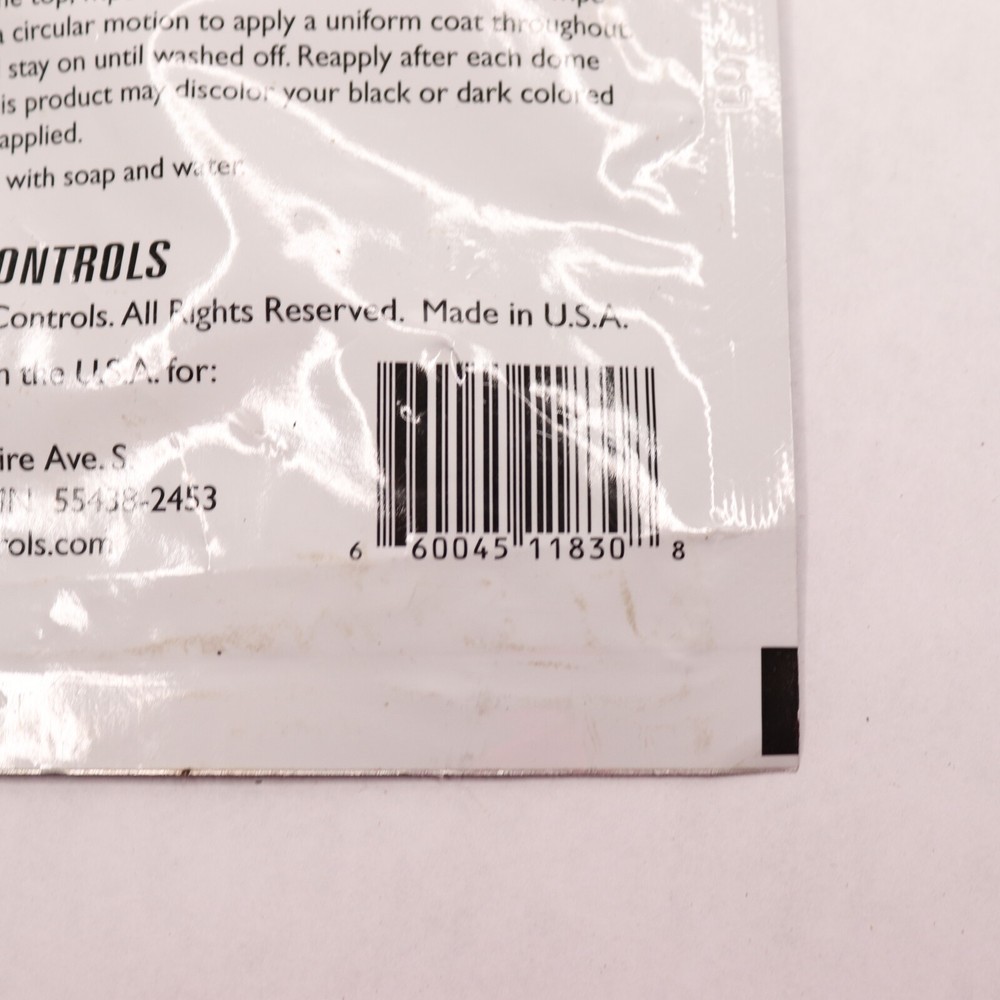 a circular motion to apply a uniform coat throughout
stay on until washed off. Reapply after each dome
is product may discolor your black or dark colored
applied.
with soap and water.
ONTROLS
Controls. All Rights Reserved. Made in U.S.A.
n the U.S.A. for:
ire Ave. S.
IN 55438-2453
ols.com
6 60045 11830 8